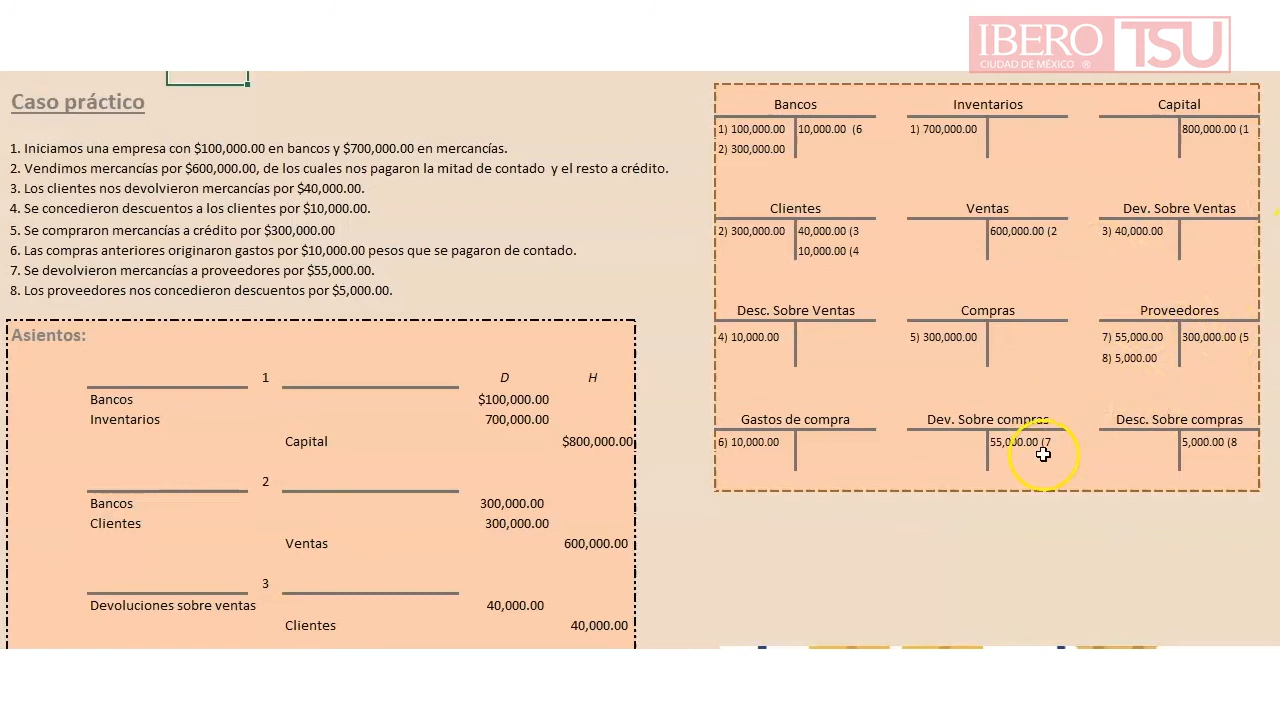 IBERO TSU
CIUDAD DE MÉXICO ®
Caso práctico
1. Iniciamos una empresa con $100,000.00 en bancos y $700,000.00 en mercancías.
2. Vendimos mercancías por $600,000.00, de los cuales nos pagaron la mitad de contado y el resto a crédito.
3. Los clientes nos devolvieron mercancías por $40,000.00.
4. Se concedieron descuentos a los clientes por $10,000.00.
5. Se compraron mercancías a crédito por $300,000.00
6. Las compras anteriores originaron gastos por $10,000.00 pesos que se pagaron de contado.
7. Se devolvieron mercancías a proveedores por $55,000.00.
8. Los proveedores nos concedieron descuentos por $5,000.00.
Asientos:
1 D H
Bancos $100,000.00
Inventarios 700,000.00
Capital $800,000.00
2
Bancos 300,000.00
Clientes 300,000.00
Ventas 600,000.00
3
Devoluciones sobre ventas 40,000.00
Clientes 40,000.00
Bancos Inventarios Capital
1) 100,000.00 10,000.00 (6 1) 700,000.00 800,000.00 (1
2) 300,000.00
Clientes Ventas Dev. Sobre Ventas
2) 300,000.00 40,000.00 (3 600,000.00 (2 3) 40,000.00
10,000.00 (4
Desc. Sobre Ventas Compras Proveedores
4) 10,000.00 5) 300,000.00 7) 55,000.00 300,000.00 (5
8) 5,000.00
Gastos de compra Dev. Sobre compras Desc. Sobre compras
6) 10,000.00 55,000.00 (7 5,000.00 (8